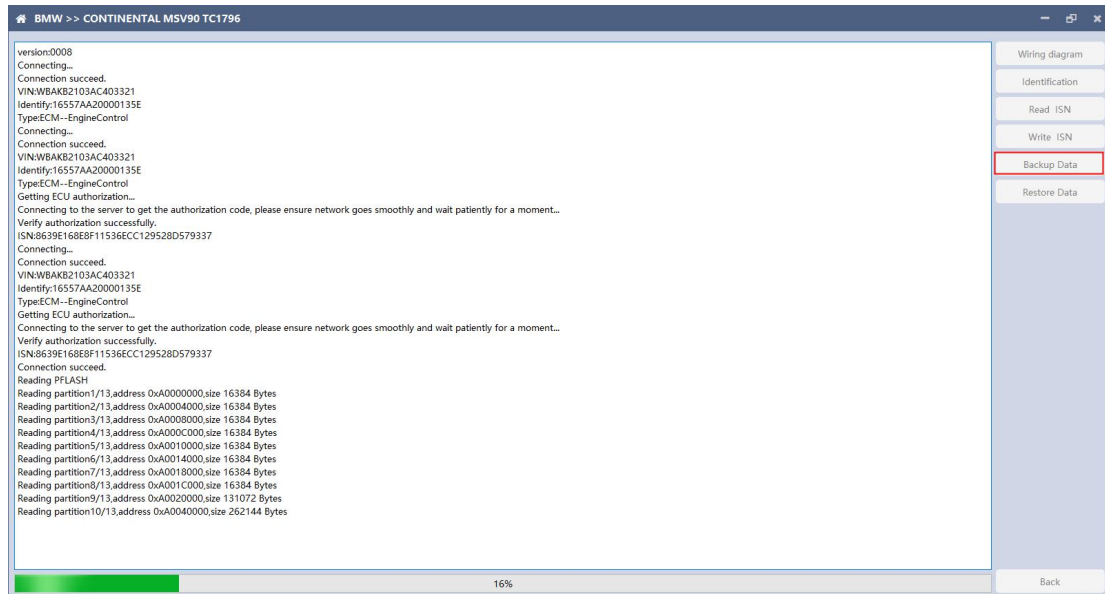 BMW >> CONTINENTAL MSV90 TC1796
version:0008
Connecting...
Connection succeed.
VIN:WBAKB2103AC403321
Identify:16557AA20000135E
Type:ECM--EngineControl
Connecting...
Connection succeed.
VIN:WBAKB2103AC403321
Identify:16557AA20000135E
Type:ECM--EngineControl
Getting ECU authorization...
Connecting to the server to get the authorization code, please ensure network goes smoothly and wait patiently for a moment...
Verify authorization successfully.
ISN:8639E168E8F11536ECC129528D579337
Connecting...
Connection succeed.
VIN:WBAKB2103AC403321
Identify:16557AA20000135E
Type:ECM--EngineControl
Getting ECU authorization...
Connecting to the server to get the authorization code, please ensure network goes smoothly and wait patiently for a moment...
Verify authorization successfully.
ISN:8639E168E8F11536ECC129528D579337
Connection succeed.
Reading PFLASH
Reading partition1/13,address 0xA0000000,size 16384 Bytes
Reading partition2/13,address 0xA0004000,size 16384 Bytes
Reading partition3/13,address 0xA0008000,size 16384 Bytes
Reading partition4/13,address 0xA000C000,size 16384 Bytes
Reading partition5/13,address 0xA0010000,size 16384 Bytes
Reading partition6/13,address 0xA0014000,size 16384 Bytes
Reading partition7/13,address 0xA0018000,size 16384 Bytes
Reading partition8/13,address 0xA001C000,size 16384 Bytes
Reading partition9/13,address 0xA0020000,size 131072 Bytes
Reading partition10/13,address 0xA0040000,size 262144 Bytes
16%
Wiring diagram
Identification
Read ISN
Write ISN
Backup Data
Restore Data
Back